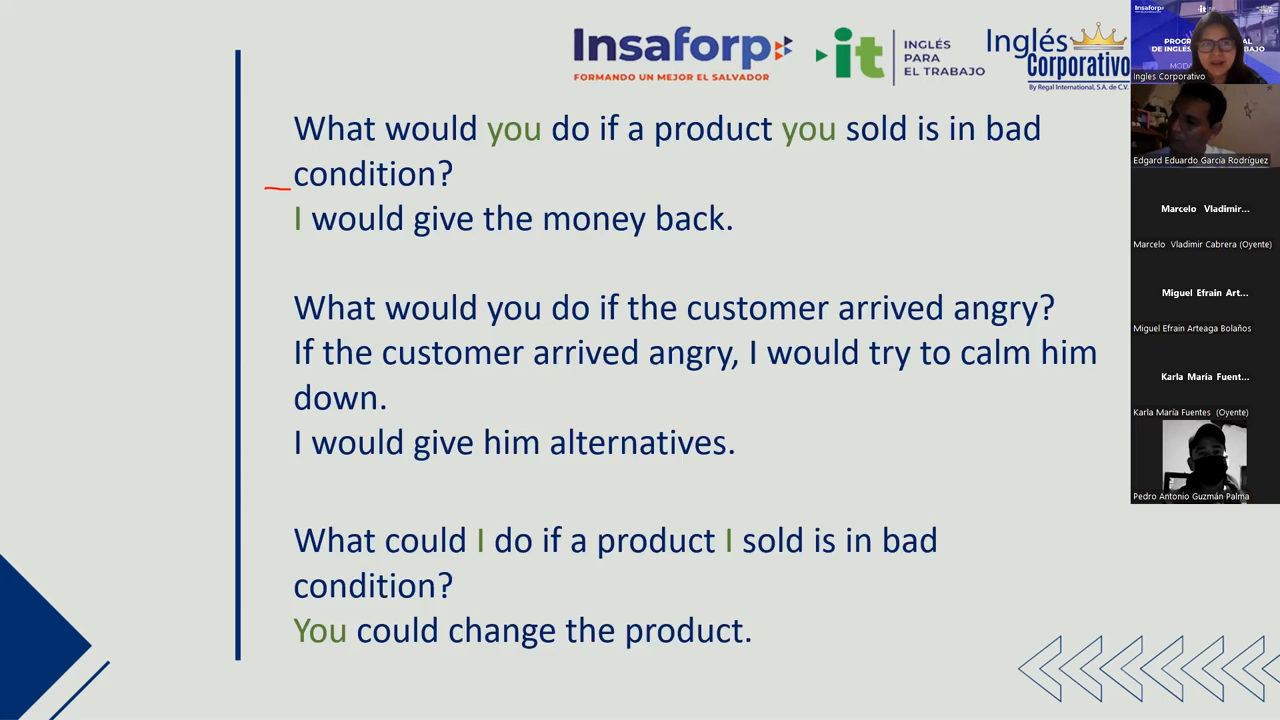 Insaforp
FORMANDO UN MEJOR EL SALVADOR
it
INGLÉS
PARA
EL TRABAJO
Inglés
Corporativo
By Regal International, S.A. de C.V.
What would you do if a product you sold is in bad
condition?
I would give the money back.
What would you do if the customer arrived angry?
If the customer arrived angry, I would try to calm him
down.
I would give him alternatives.
What could I do if a product I sold is in bad
condition?
You could change the product.
Insaforp
it
Ingles Corporativo
Edgard Eduardo García Rodríguez
Marcelo Vladimir...
Marcelo Vladimir Cabrera (Oyente)
Miguel Efrain Art...
Miguel Efrain Arteaga Bolaños
Karla María Fuent...
Karla María Fuentes (Oyente)
Pedro Antonio Guzmán Palma